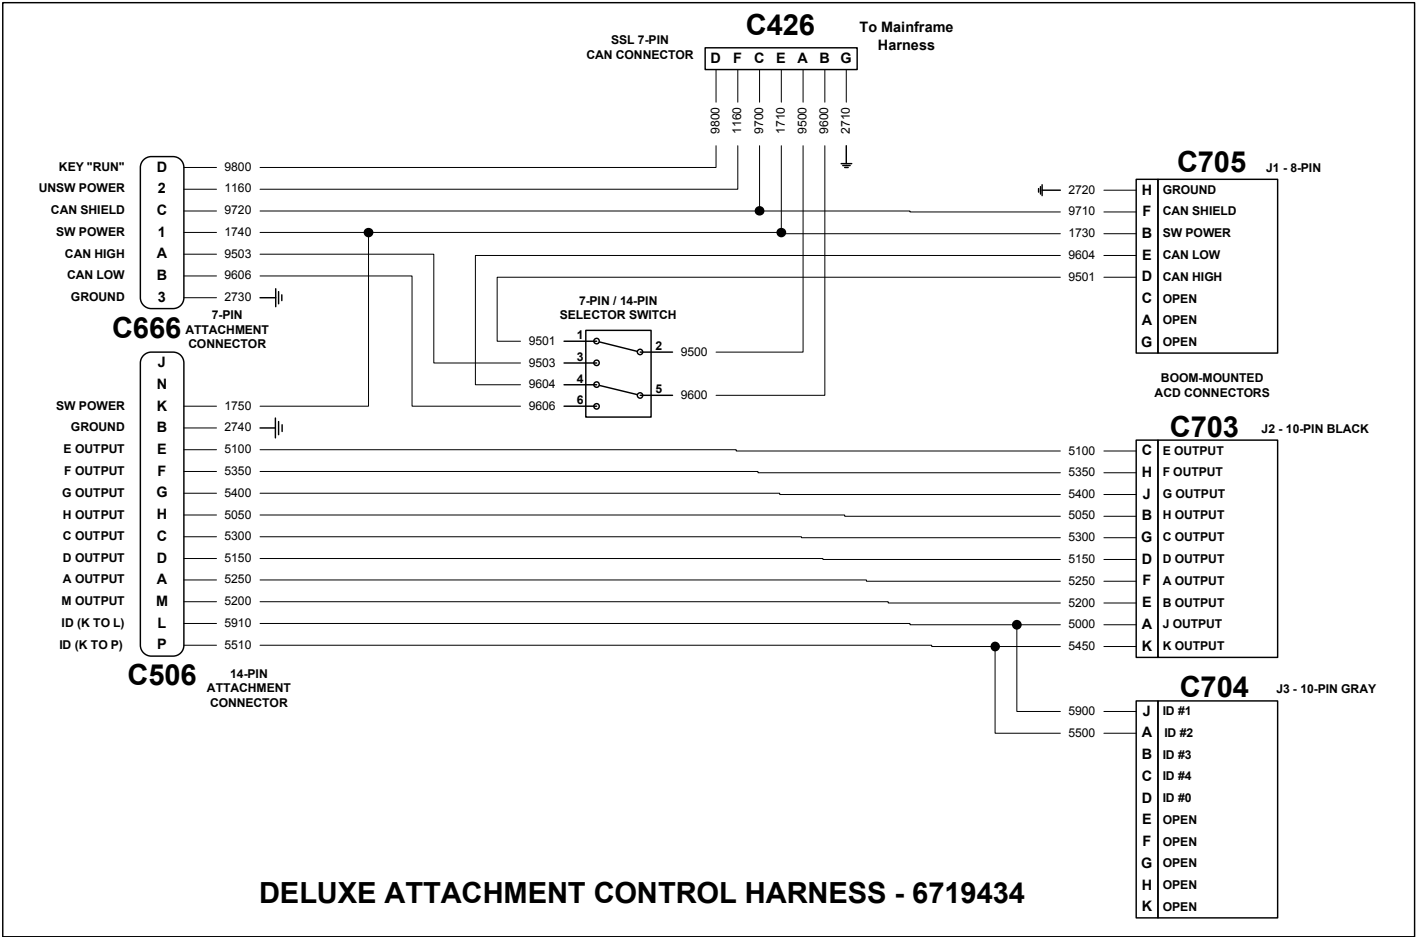 C426
To Mainframe
Harness
SSL 7-PIN
CAN CONNECTOR
D F C E A B G
9800 1160 9700 1710 9500 9600 2710
KEY "RUN" D 9800
UNSW POWER 2 1160
CAN SHIELD C 9720
SW POWER 1 1740
CAN HIGH A 9503
CAN LOW B 9606
GROUND 3 2730
C666
7-PIN
ATTACHMENT
CONNECTOR
C705 J1 - 8-PIN
2720 H GROUND
9710 F CAN SHIELD
1730 B SW POWER
9604 E CAN LOW
9501 D CAN HIGH
C OPEN
A OPEN
G OPEN
7-PIN / 14-PIN
SELECTOR SWITCH
9501 1
2 9500
9503 3
9604 4
5 9600
9606 6
BOOM-MOUNTED
ACD CONNECTORS
J
N
SW POWER K 1750
GROUND B 2740
E OUTPUT E 5100
F OUTPUT F 5350
G OUTPUT G 5400
H OUTPUT H 5050
C OUTPUT C 5300
D OUTPUT D 5150
A OUTPUT A 5250
M OUTPUT M 5200
ID (K TO L) L 5910
ID (K TO P) P 5510
C506
14-PIN
ATTACHMENT
CONNECTOR
C703 J2 - 10-PIN BLACK
5100 C E OUTPUT
5350 H F OUTPUT
5400 J G OUTPUT
5050 B H OUTPUT
5300 G C OUTPUT
5150 D D OUTPUT
5250 F A OUTPUT
5200 E B OUTPUT
5000 A J OUTPUT
5450 K K OUTPUT
C704 J3 - 10-PIN GRAY
5900 J ID #1
5500 A ID #2
B ID #3
C ID #4
D ID #0
E OPEN
F OPEN
G OPEN
H OPEN
K OPEN
DELUXE ATTACHMENT CONTROL HARNESS - 6719434